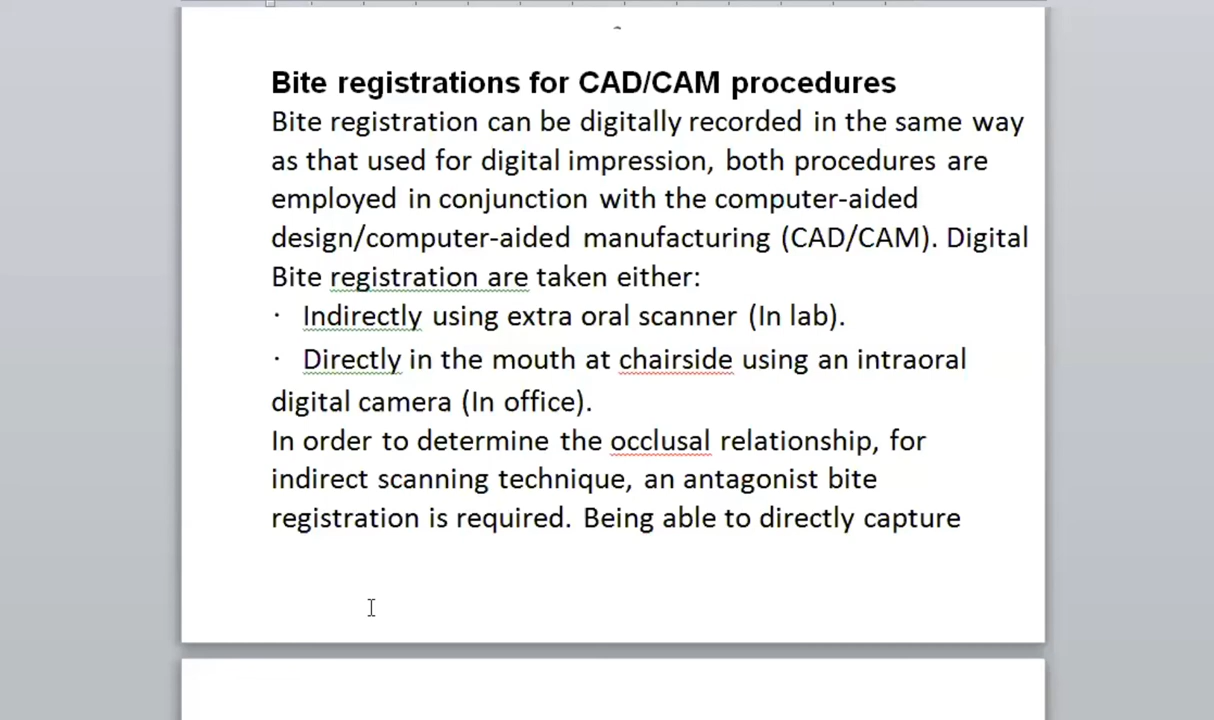 Bite registrations for CAD/CAM procedures
Bite registration can be digitally recorded in the same way
as that used for digital impression, both procedures are
employed in conjunction with the computer-aided
design/computer-aided manufacturing (CAD/CAM). Digital
Bite registration are taken either:
· Indirectly using extra oral scanner (In lab).
· Directly in the mouth at chairside using an intraoral
digital camera (In office).
In order to determine the occlusal relationship, for
indirect scanning technique, an antagonist bite
registration is required. Being able to directly capture